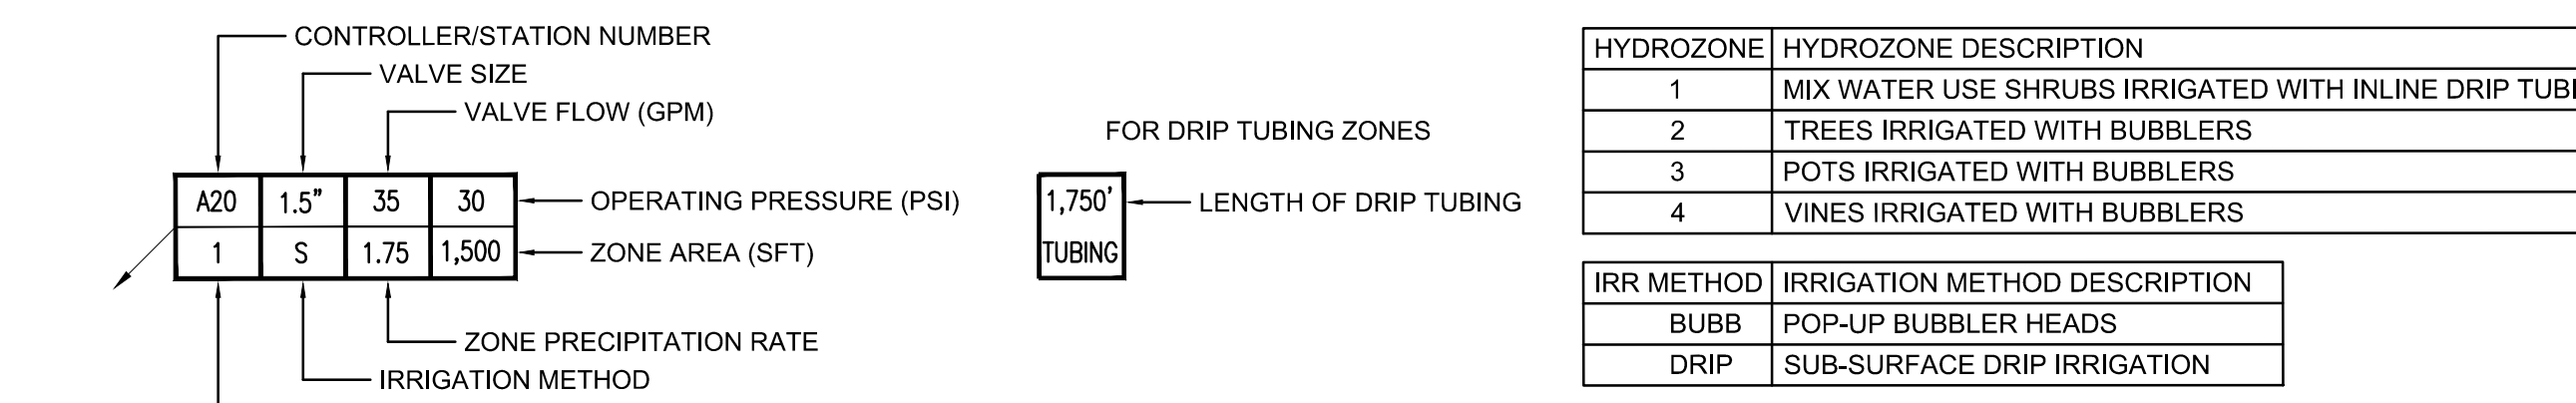 CONTROLLER/STATION NUMBER
VALVE SIZE
VALVE FLOW (GPM)
A20 1.5" 35 30 OPERATING PRESSURE (PSI)
1 S 1.75 1,500 ZONE AREA (SFT)
ZONE PRECIPITATION RATE
IRRIGATION METHOD
FOR DRIP TUBING ZONES
1,750' LENGTH OF DRIP TUBING
TUBING
HYDROZONE HYDROZONE DESCRIPTION
1 MIX WATER USE SHRUBS IRRIGATED WITH INLINE DRIP TUBI
2 TREES IRRIGATED WITH BUBBLERS
3 POTS IRRIGATED WITH BUBBLERS
4 VINES IRRIGATED WITH BUBBLERS
IRR METHOD IRRIGATION METHOD DESCRIPTION
BUBB POP-UP BUBBLER HEADS
DRIP SUB-SURFACE DRIP IRRIGATION